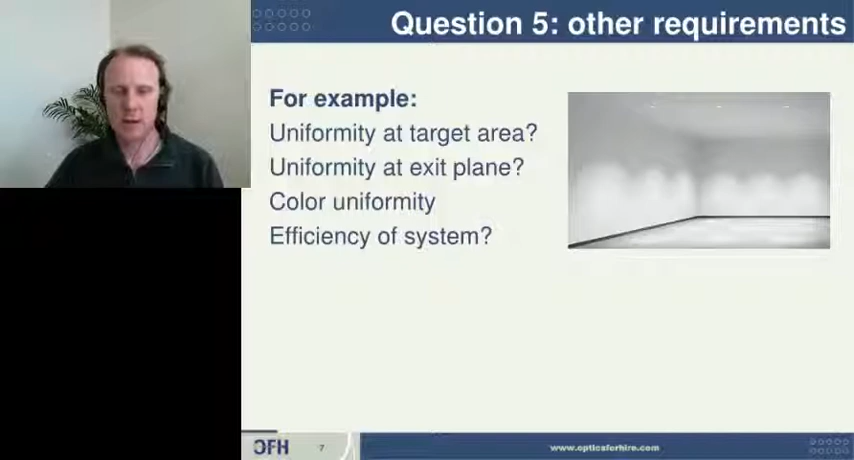 Question 5: other requirements
For example:
Uniformity at target area?
Uniformity at exit plane?
Color uniformity
Efficiency of system?
OFH
7
www.opticsforhire.com